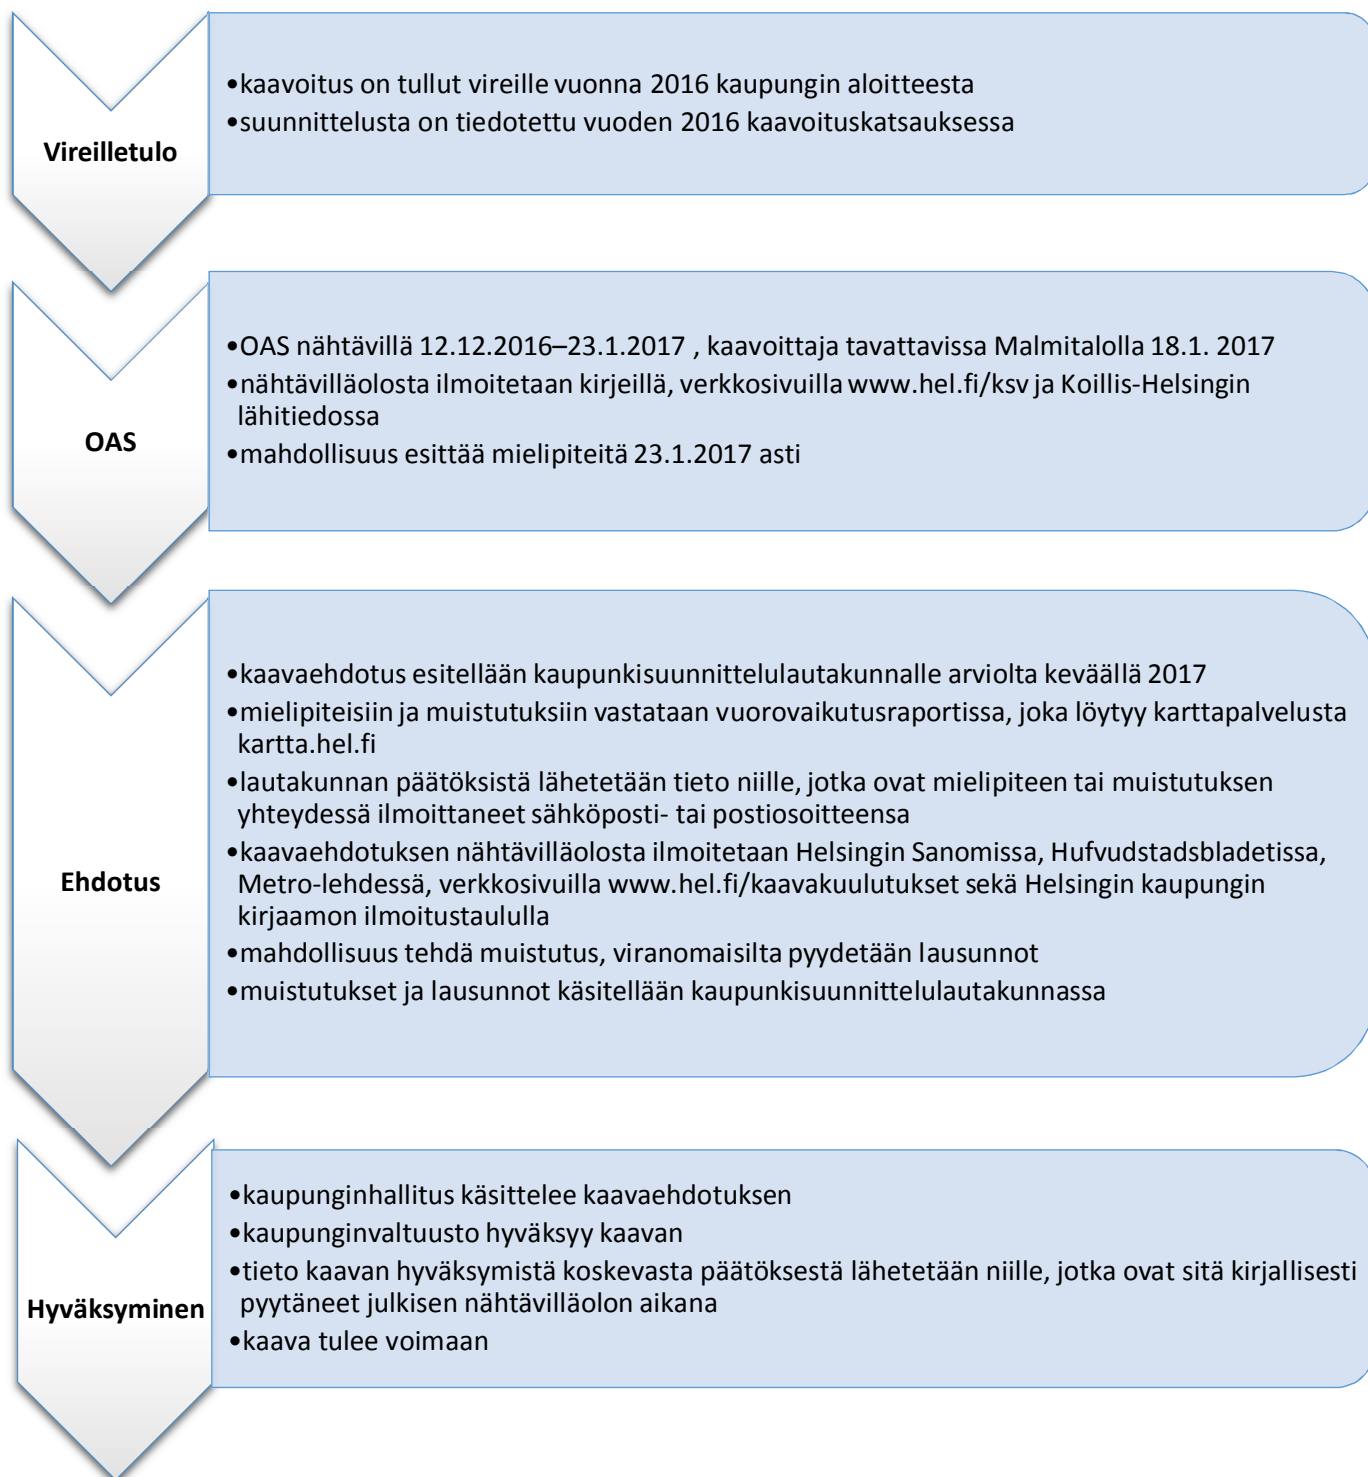 Vireilletulo
•kaavoitus on tullut vireille vuonna 2016 kaupungin aloitteesta
•suunnittelusta on tiedotettu vuoden 2016 kaavoituskatsauksessa
OAS
•OAS nähtävillä 12.12.2016–23.1.2017 , kaavoittaja tavattavissa Malmitalolla 18.1. 2017
•nähtävilläolosta ilmoitetaan kirjeillä, verkkosivuilla www.hel.fi/ksv ja Koillis-Helsingin
lähitiedossa
•mahdollisuus esittää mielipiteitä 23.1.2017 asti
Ehdotus
•kaavaehdotus esitellään kaupunkisuunnittelulautakunnalle arviolta keväällä 2017
•mielipiteisiin ja muistutuksiin vastataan vuorovaikutusraportissa, joka löytyy karttapalvelusta
kartta.hel.fi
•lautakunnan päätöksistä lähetetään tieto niille, jotka ovat mielipiteen tai muistutuksen
yhteydessä ilmoittaneet sähköposti- tai postiosoitteensa
•kaavaehdotuksen nähtävilläolosta ilmoitetaan Helsingin Sanomissa, Hufvudstadsbladetissa,
Metro-lehdessä, verkkosivuilla www.hel.fi/kaavakuulutukset sekä Helsingin kaupungin
kirjaamon ilmoitustaululla
•mahdollisuus tehdä muistutus, viranomaisilta pyydetään lausunnot
•muistutukset ja lausunnot käsitellään kaupunkisuunnittelulautakunnassa
Hyväksyminen
•kaupunginhallitus käsittelee kaavaehdotuksen
•kaupunginvaltuusto hyväksyy kaavan
•tieto kaavan hyväksymistä koskevasta päätöksestä lähetetään niille, jotka ovat sitä kirjallisesti
pyytäneet julkisen nähtävilläolon aikana
•kaava tulee voimaan